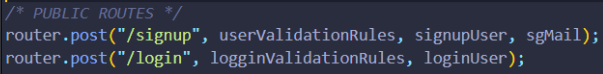 /* PUBLIC ROUTES */
router.post("/signup", userValidationRules, signupUser, sgMail);
router.post("/login", logginValidationRules, loginUser);